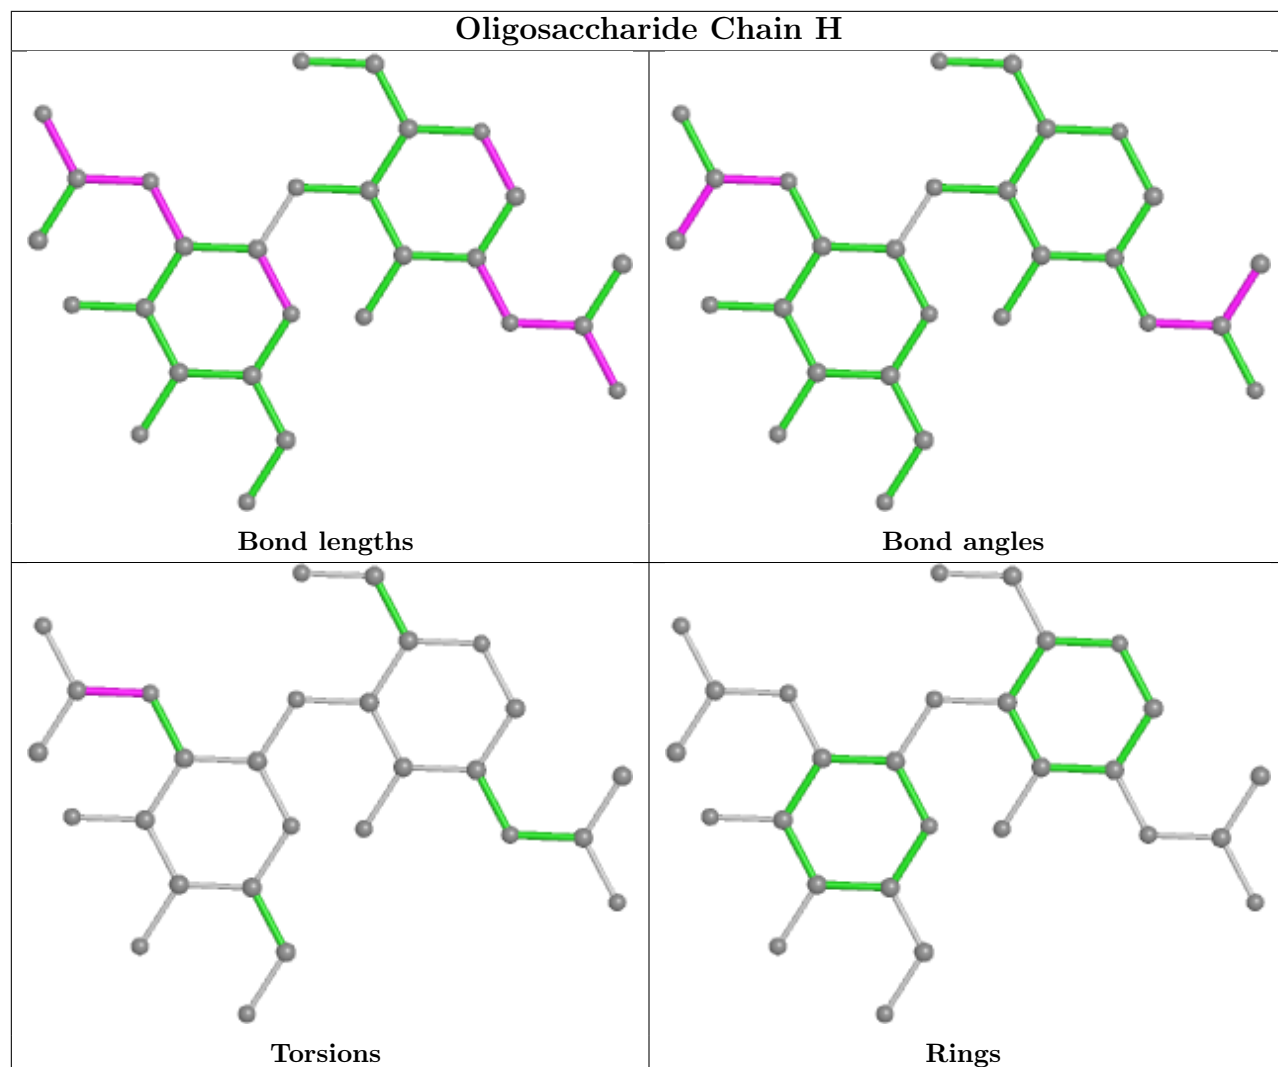 Oligosaccharide Chain H
Bond lengths
Bond angles
Torsions
Rings